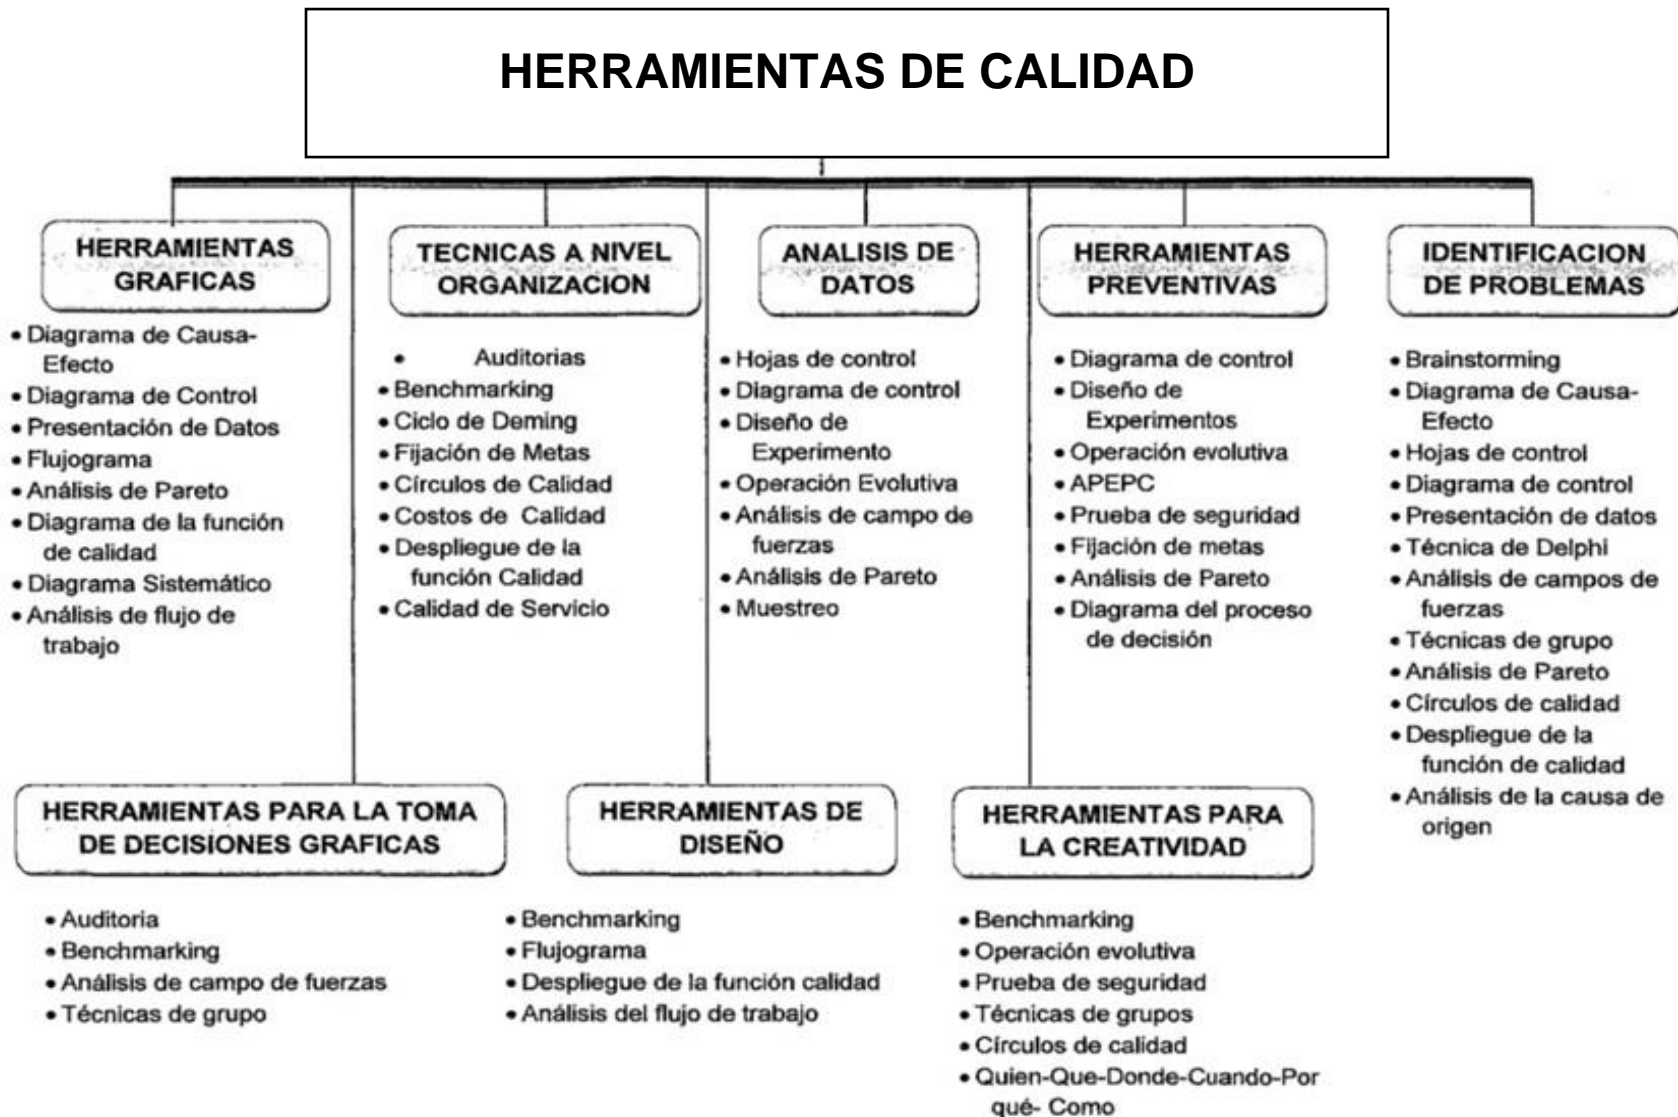 HERRAMIENTAS DE CALIDAD
HERRAMIENTAS
GRAFICAS
• Diagrama de Causa-
Efecto
• Diagrama de Control
• Presentación de Datos
• Flujograma
• Análisis de Pareto
• Diagrama de la función
de calidad
• Diagrama Sistemático
• Análisis de flujo de
trabajo
TECNICAS A NIVEL
ORGANIZACION
• Auditorias
• Benchmarking
• Ciclo de Deming
• Fijación de Metas
• Círculos de Calidad
• Costos de Calidad
• Despliegue de la
función Calidad
• Calidad de Servicio
ANALISIS DE
DATOS
• Hojas de control
• Diagrama de control
• Diseño de
Experimento
• Operación Evolutiva
• Análisis de campo de
fuerzas
• Análisis de Pareto
• Muestreo
HERRAMIENTAS
PREVENTIVAS
• Diagrama de control
• Diseño de
Experimentos
• Operación evolutiva
• APEPC
• Prueba de seguridad
• Fijación de metas
• Análisis de Pareto
• Diagrama del proceso
de decisión
IDENTIFICACION
DE PROBLEMAS
• Brainstorming
• Diagrama de Causa-
Efecto
• Hojas de control
• Diagrama de control
• Presentación de datos
• Técnica de Delphi
• Análisis de campos de
fuerzas
• Técnicas de grupo
• Análisis de Pareto
• Círculos de calidad
• Despliegue de la
función de calidad
• Análisis de la causa de
origen
HERRAMIENTAS PARA LA TOMA
DE DECISIONES GRAFICAS
• Auditoria
• Benchmarking
• Análisis de campo de fuerzas
• Técnicas de grupo
HERRAMIENTAS DE
DISEÑO
• Benchmarking
• Flujograma
• Despliegue de la función calidad
• Análisis del flujo de trabajo
HERRAMIENTAS PARA
LA CREATIVIDAD
• Benchmarking
• Operación evolutiva
• Prueba de seguridad
• Técnicas de grupos
• Círculos de calidad
• Quien-Que-Donde-Cuando-Por
qué- Como